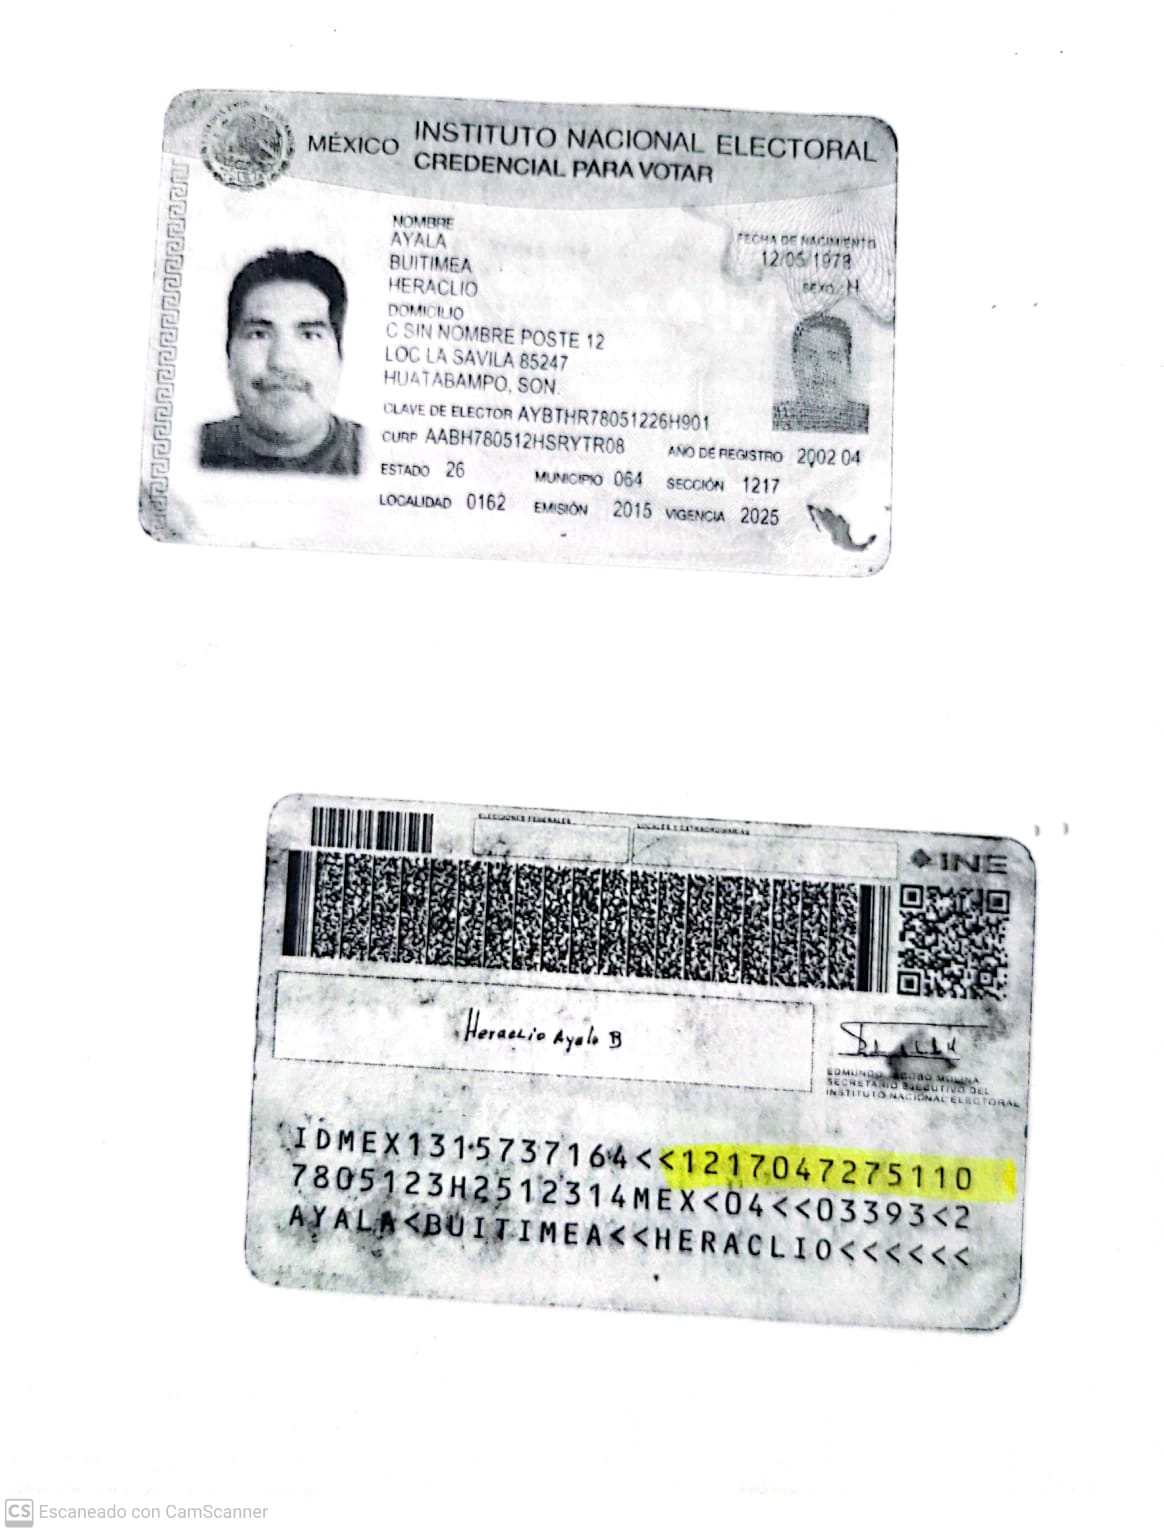 MÉXICO INSTITUTO NACIONAL ELECTORAL
CREDENCIAL PARA VOTAR
NOMBRE
AYALA
BUITIMEA
HERACLIO
FECHA DE NACIMIENTO
12/05/1978
SEXO H
DOMICILIO
C SIN NOMBRE POSTE 12
LOC LA SAVILA 85247
HUATABAMPO, SON.
CLAVE DE ELECTOR AYBTHR78051226H901
CURP AABH780512HSRYTR08 AÑO DE REGISTRO 2002 04
ESTADO 26 MUNICIPIO 064 SECCIÓN 1217
LOCALIDAD 0162 EMISIÓN 2015 VIGENCIA 2025
ELECCIONES FEDERALES LOCALES Y EXTRAORDINARIAS
INE
Heraclio Ayala B
EDMUNDO JACOBO MOLINA
SECRETARIO EJECUTIVO DEL
INSTITUTO NACIONAL ELECTORAL
IDMEX1315737164<<1217047275110
7805123H2512314MEX<04<<03393<2
AYALA<BUITIMEA<<HERACLIO<<<<<<
CS Escaneado con CamScanner